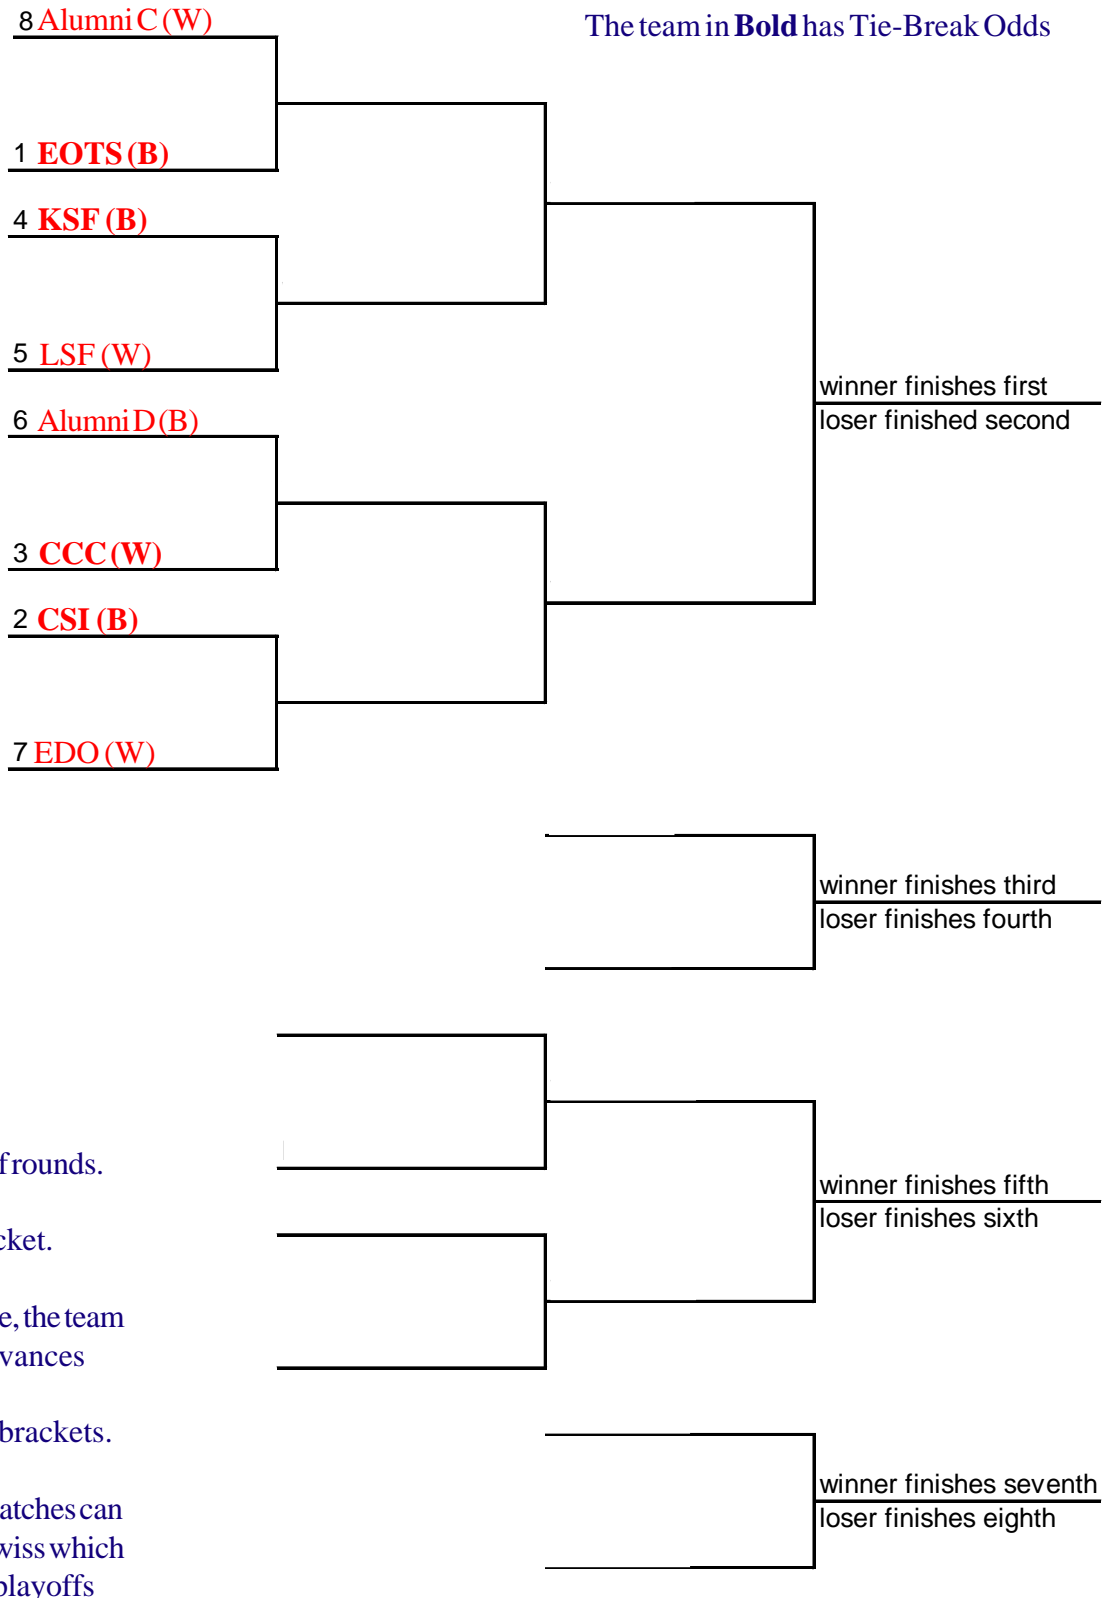 8 Alumni C (W)
The team in Bold has Tie-Break Odds
1 EOTS (B)
4 KSF (B)
5 LSF (W)
6 Alumni D (B)
3 CCC (W)
2 CSI (B)
7 EDO (W)
winner finishes first
loser finished second
winner finishes third
loser finishes fourth
winner finishes fifth
loser finishes sixth
winner finishes seventh
loser finishes eighth
f rounds.
cket.
e, the team
vances
brackets.
atches can
wiss which
playoffs